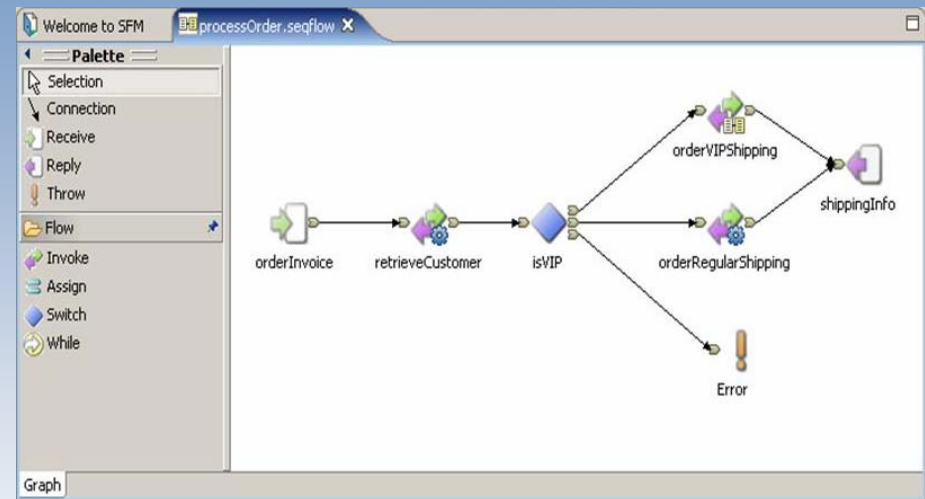 Welcome to SFM
processOrder.seqflow
Palette
Selection
Connection
Receive
Reply
Throw
Flow
Invoke
Assign
Switch
While
orderInvoice
retrieveCustomer
isVIP
orderVIPShipping
orderRegularShipping
shippingInfo
Error
Graph